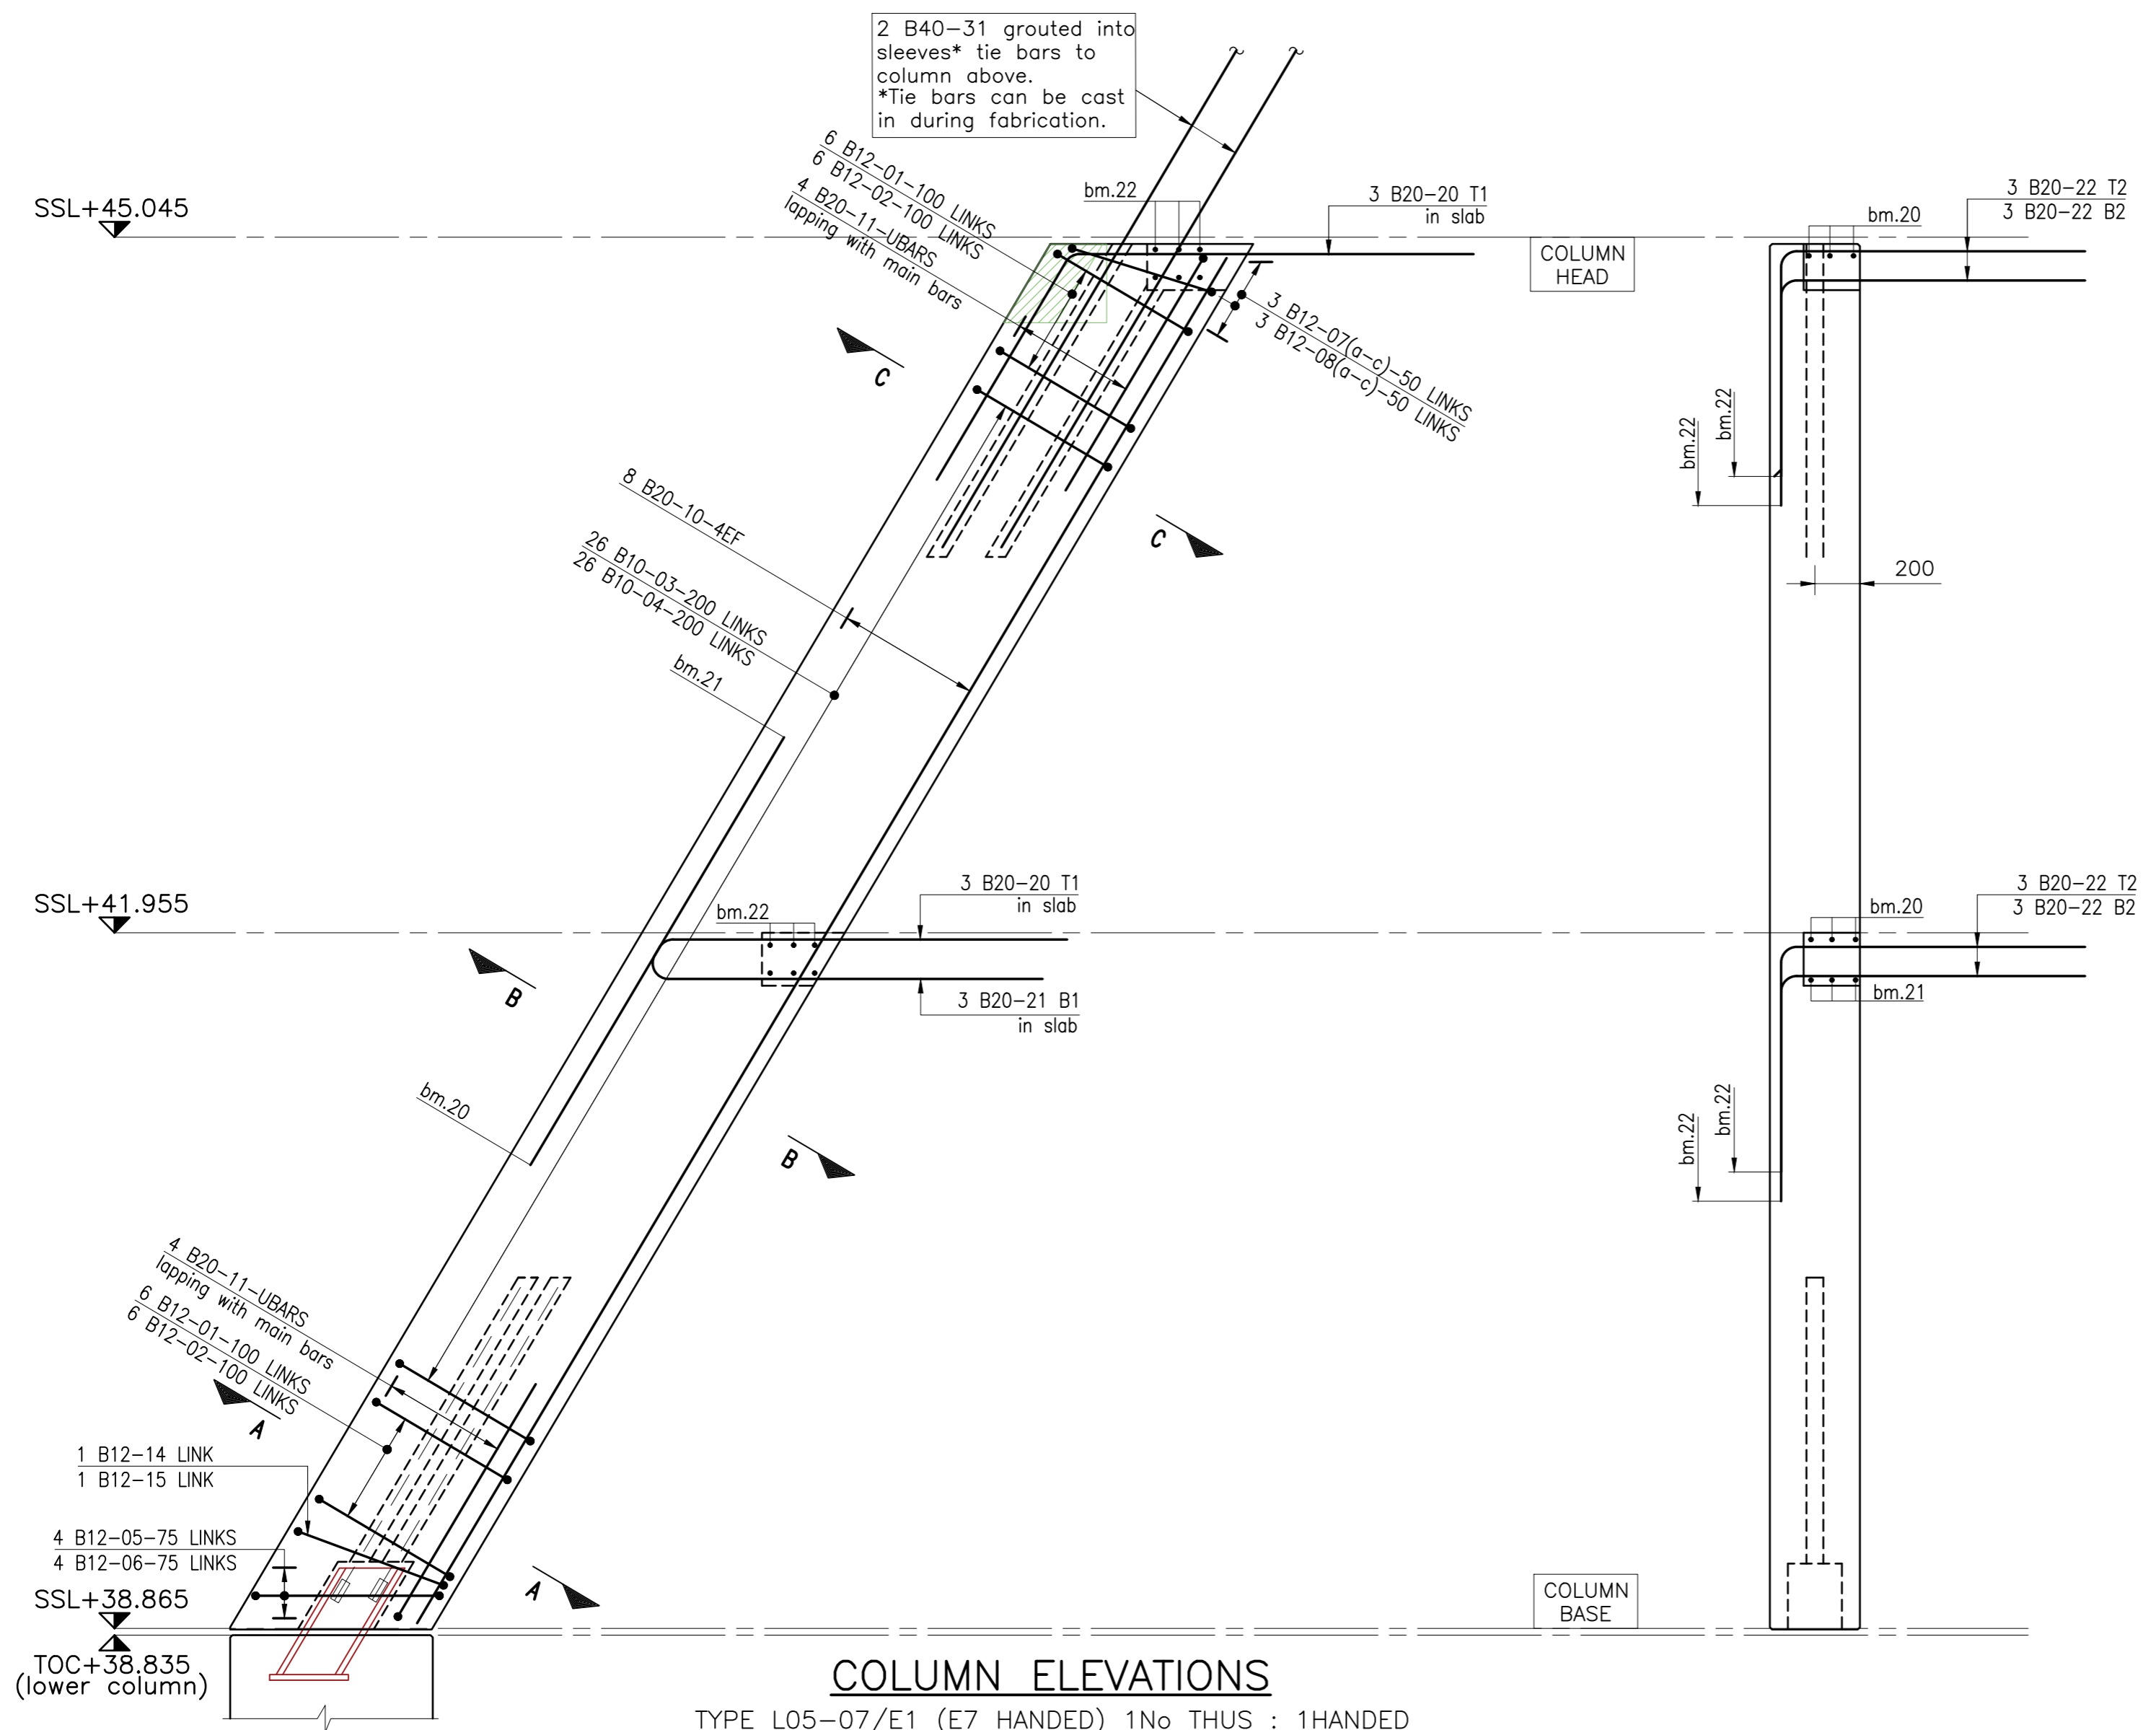 2 B40-31 grouted into
sleeves* tie bars to
column above.
*Tie bars can be cast
in during fabrication.
6 B12-01-100 LINKS
6 B12-02-100 LINKS
4 B20-11-UBARS
lapping with main bars
bm.22
3 B20-20 T1
in slab
3 B20-22 T2
3 B20-22 B2
bm.20
SSL+45.045
COLUMN
HEAD
3 B12-07(a-c)-50 LINKS
3 B12-08(a-c)-50 LINKS
C
C
bm.22
bm.22
8 B20-10-4EF
26 B10-03-200 LINKS
26 B10-04-200 LINKS
200
bm.21
SSL+41.955
bm.22
3 B20-20 T1
in slab
3 B20-22 T2
3 B20-22 B2
bm.20
B
3 B20-21 B1
in slab
bm.21
bm.20
B
bm.22
bm.22
4 B20-11-UBARS
lapping with main bars
6 B12-01-100 LINKS
6 B12-02-100 LINKS
A
1 B12-14 LINK
1 B12-15 LINK
4 B12-05-75 LINKS
4 B12-06-75 LINKS
A
SSL+38.865
COLUMN
BASE
TOC+38.835
(lower column)
COLUMN ELEVATIONS
TYPE L05-07/E1 (E7 HANDED) 1No THUS : 1HANDED